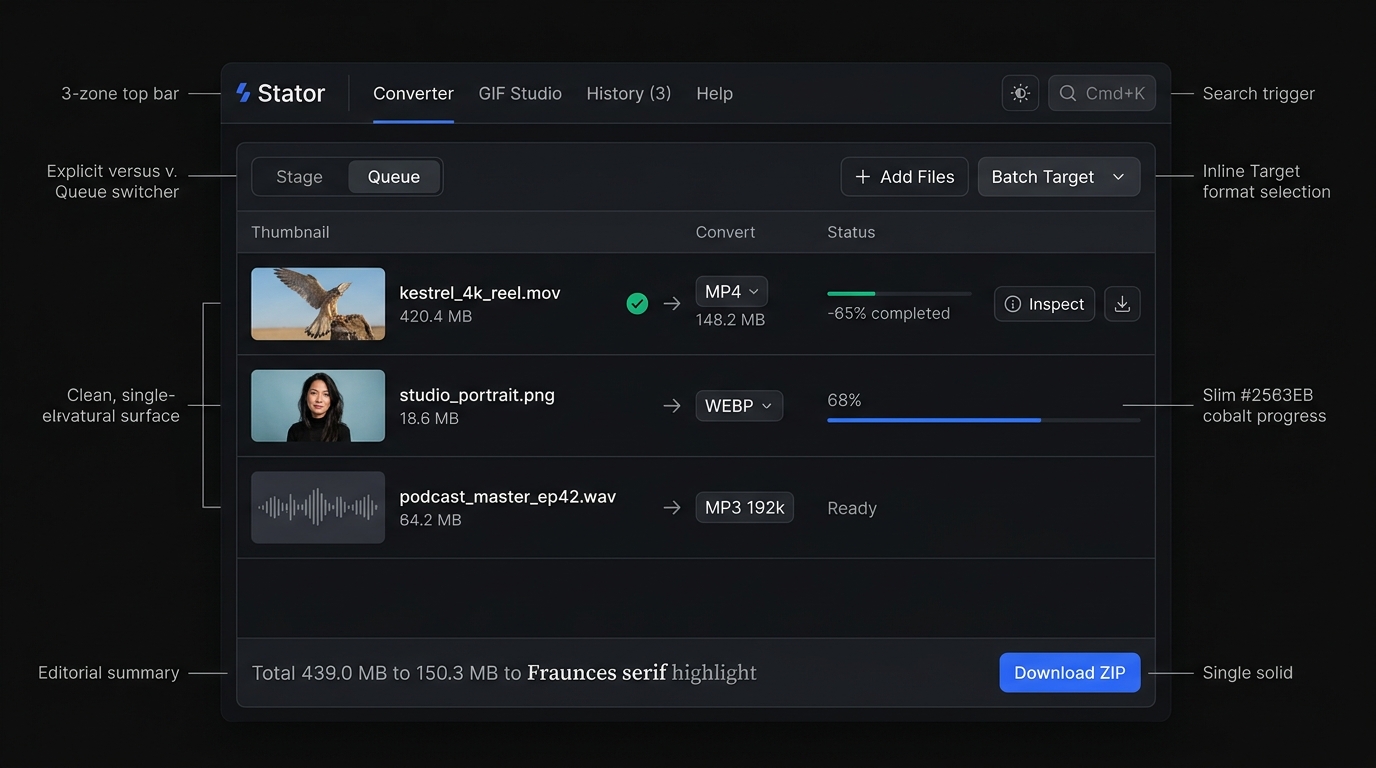 3-zone top bar
Stator
Converter
GIF Studio
History (3)
Help
Cmd+K
Search trigger
Explicit versus v.
Queue switcher
Stage
Queue
+ Add Files
Batch Target
Inline Target
format selection
Thumbnail
Convert
Status
kestrel_4k_reel.mov
420.4 MB
MP4
148.2 MB
-65% completed
Inspect
Clean, single-
elıvatural surface
studio_portrait.png
18.6 MB
WEBP
68%
Slim #2563EB
cobalt progress
podcast_master_ep42.wav
64.2 MB
MP3 192k
Ready
Editorial summary
Total 439.0 MB to 150.3 MB to Fraunces serif highlight
Download ZIP
Single solid